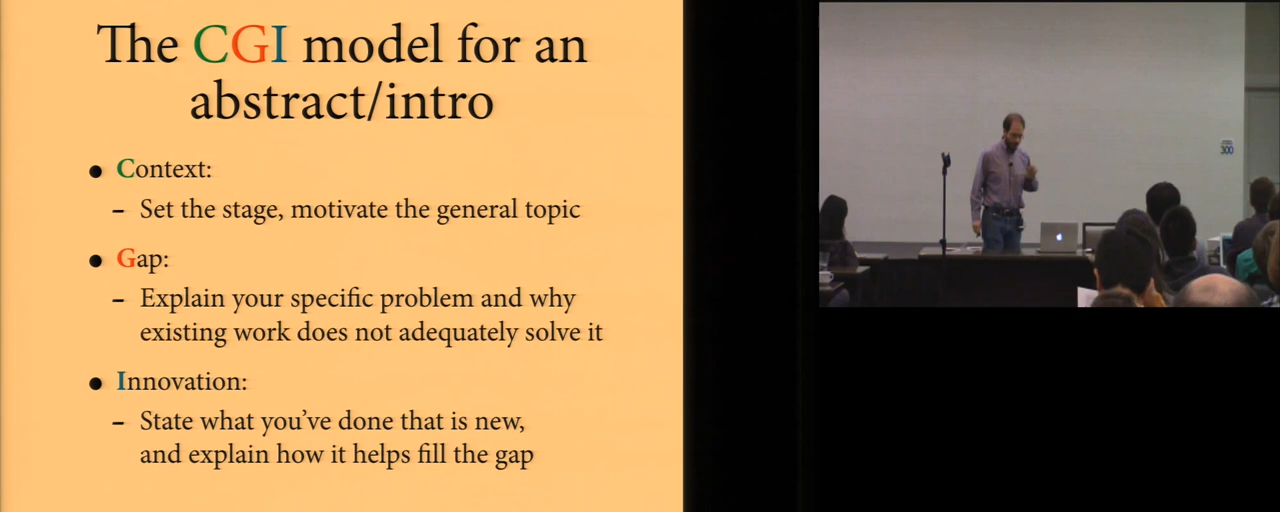 The CGI model for an
abstract/intro
• Context:
– Set the stage, motivate the general topic
• Gap:
– Explain your specific problem and why
existing work does not adequately solve it
• Innovation:
– State what you've done that is new,
and explain how it helps fill the gap
300